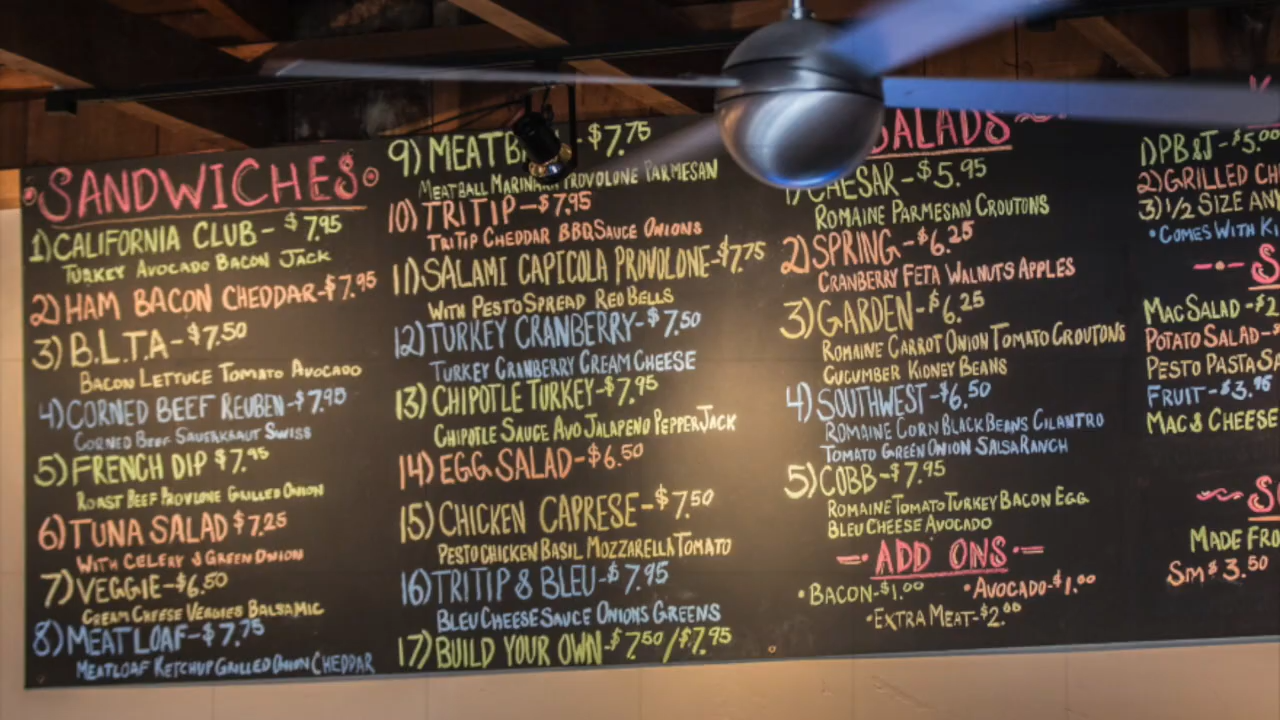 SANDWICHES
1) CALIFORNIA CLUB - $7.95
TURKEY AVOCADO BACON JACK
2) HAM BACON CHEDDAR - $7.95
3) B.L.T.A - $7.50
BACON LETTUCE TOMATO AVOCADO
4) CORNED BEEF REUBEN - $7.95
CORNED BEEF SAUERKRAUT SWISS
5) FRENCH DIP $7.95
ROAST BEEF PROVLONE GRILLED ONION
6) TUNA SALAD $7.25
WITH CELERY & GREEN ONION
7) VEGGIE - $6.50
CREAM CHEESE VEGGIES BALSAMIC
8) MEATLOAF - $7.75
MEATLOAF KETCHUP GRILLED ONION CHEDDAR
9) MEATB - $7.75
MEATBALL MARINARA PROVOLONE PARMESAN
10) TRITIP - $7.95
TRITIP CHEDDAR BBQ SAUCE ONIONS
11) SALAMI CAPICOLA PROVOLONE - $7.75
WITH PESTO SPREAD RED BELLS
12) TURKEY CRANBERRY - $7.50
TURKEY CRANBERRY CREAM CHEESE
13) CHIPOTLE TURKEY - $7.95
CHIPOTLE SAUCE AVO JALAPENO PEPPERJACK
14) EGG SALAD - $6.50
15) CHICKEN CAPRESE - $7.50
PESTO CHICKEN BASIL MOZZARELLA TOMATO
16) TRITIP & BLEU - $7.95
BLEU CHEESE SAUCE ONIONS GREENS
17) BUILD YOUR OWN - $7.50/$7.95
SALADS
1) CAESAR - $5.95
ROMAINE PARMESAN CROUTONS
2) SPRING - $6.25
CRANBERRY FETA WALNUTS APPLES
3) GARDEN - $6.25
ROMAINE CARROT ONION TOMATO CROUTONS
CUCUMBER KIDNEY BEANS
4) SOUTHWEST - $6.50
ROMAINE CORN BLACK BEANS CILANTRO
TOMATO GREEN ONION SALSA RANCH
5) COBB - $7.95
ROMAINE TOMATO TURKEY BACON EGG
BLEU CHEESE AVOCADO
ADD ONS
• BACON - $1.00 • AVOCADO - $1.00
• EXTRA MEAT - $2.00
1) PB&J - $5.00
2) GRILLED CH
3) 1/2 SIZE AN
• COMES WITH KI
S
MAC SALAD - $2
POTATO SALAD - $
PESTO PASTA S
FRUIT - $3.95
MAC & CHEESE
S
MADE FRO
SM $3.50